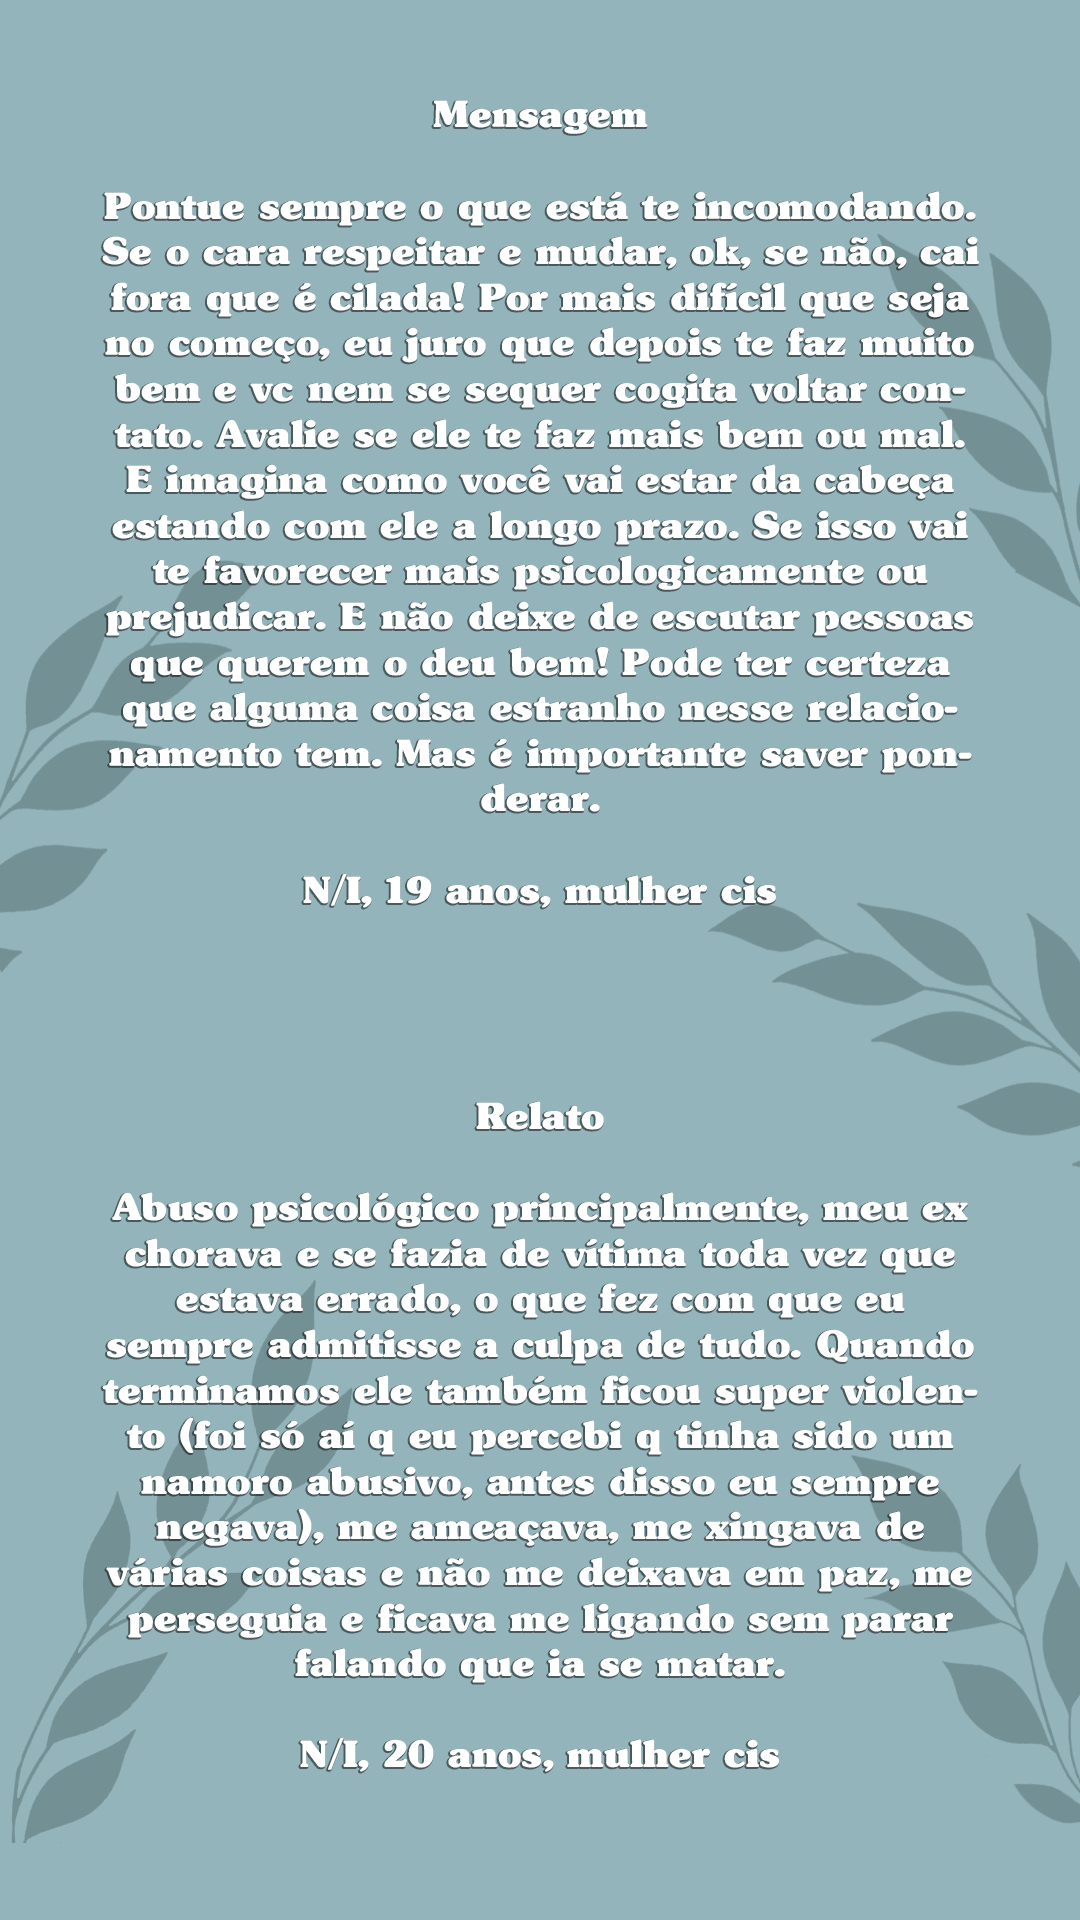 Mensagem
Pontue sempre o que está te incomodando.
Se o cara respeitar e mudar, ok, se não, cai
fora que é cilada! Por mais difícil que seja
no começo, eu juro que depois te faz muito
bem e vc nem se sequer cogita voltar con-
tato. Avalie se ele te faz mais bem ou mal.
E imagina como você vai estar da cabeça
estando com ele a longo prazo. Se isso vai
te favorecer mais psicologicamente ou
prejudicar. E não deixe de escutar pessoas
que querem o deu bem! Pode ter certeza
que alguma coisa estranho nesse relacio-
namento tem. Mas é importante saver pon-
derar.
N/I, 19 anos, mulher cis
Relato
Abuso psicológico principalmente, meu ex
chorava e se fazia de vítima toda vez que
estava errado, o que fez com que eu
sempre admitisse a culpa de tudo. Quando
terminamos ele também ficou super violen-
to (foi só aí q eu percebi q tinha sido um
namoro abusivo, antes disso eu sempre
negava), me ameaçava, me xingava de
várias coisas e não me deixava em paz, me
perseguia e ficava me ligando sem parar
falando que ia se matar.
N/I, 20 anos, mulher cis